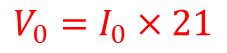 V₀ = I₀ × 21